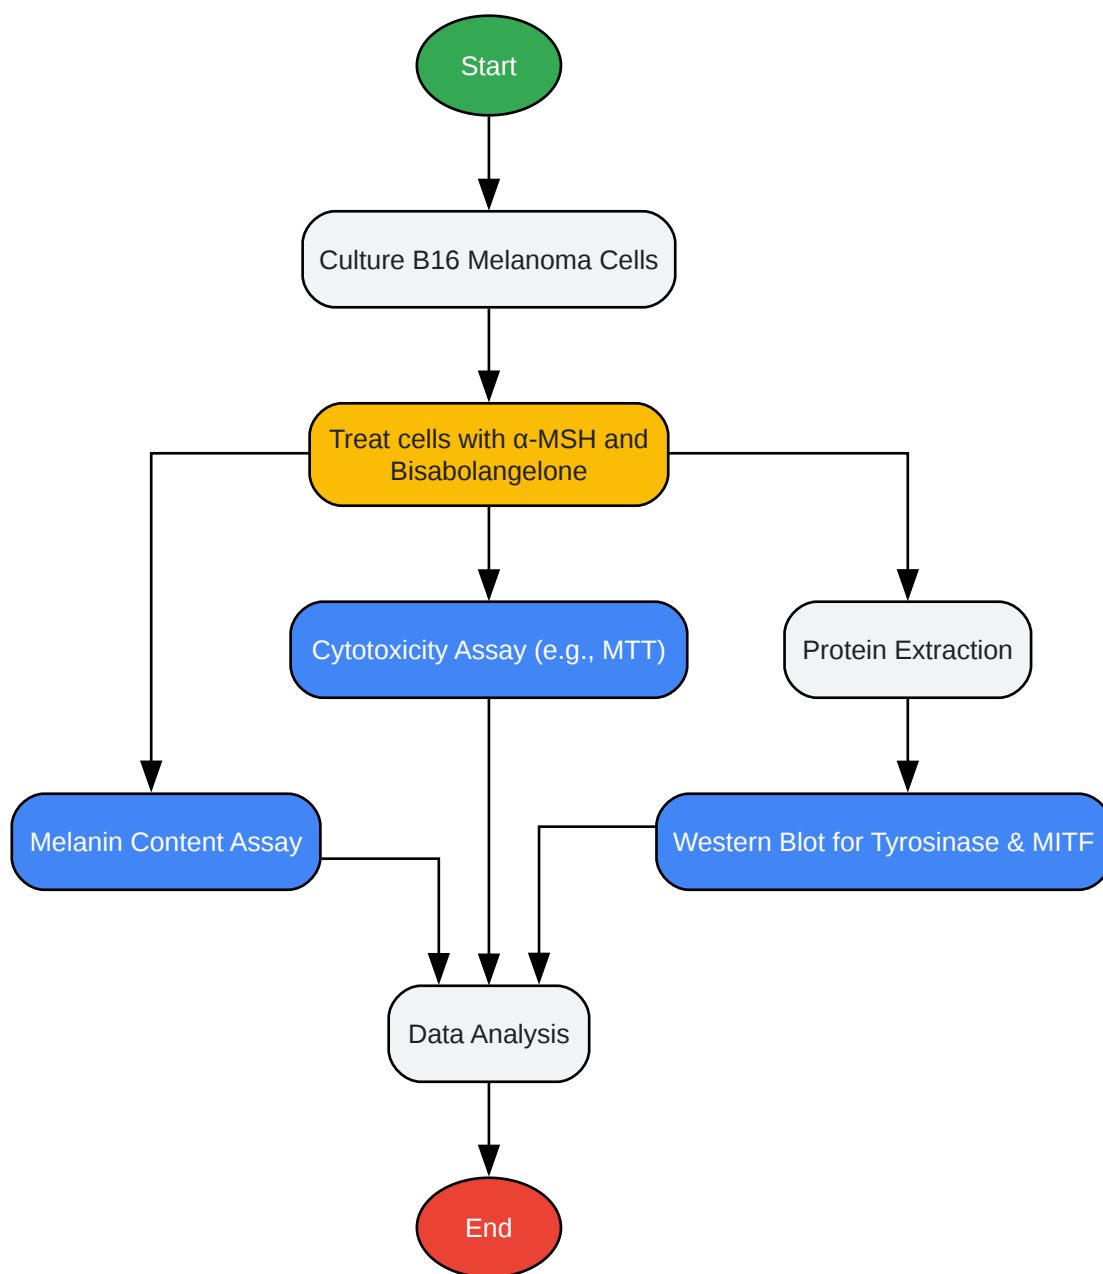 Start
Culture B16 Melanoma Cells
Treat cells with α-MSH and
Bisabolangelone
Cytotoxicity Assay (e.g., MTT)
Protein Extraction
Melanin Content Assay
Western Blot for Tyrosinase & MITF
Data Analysis
End